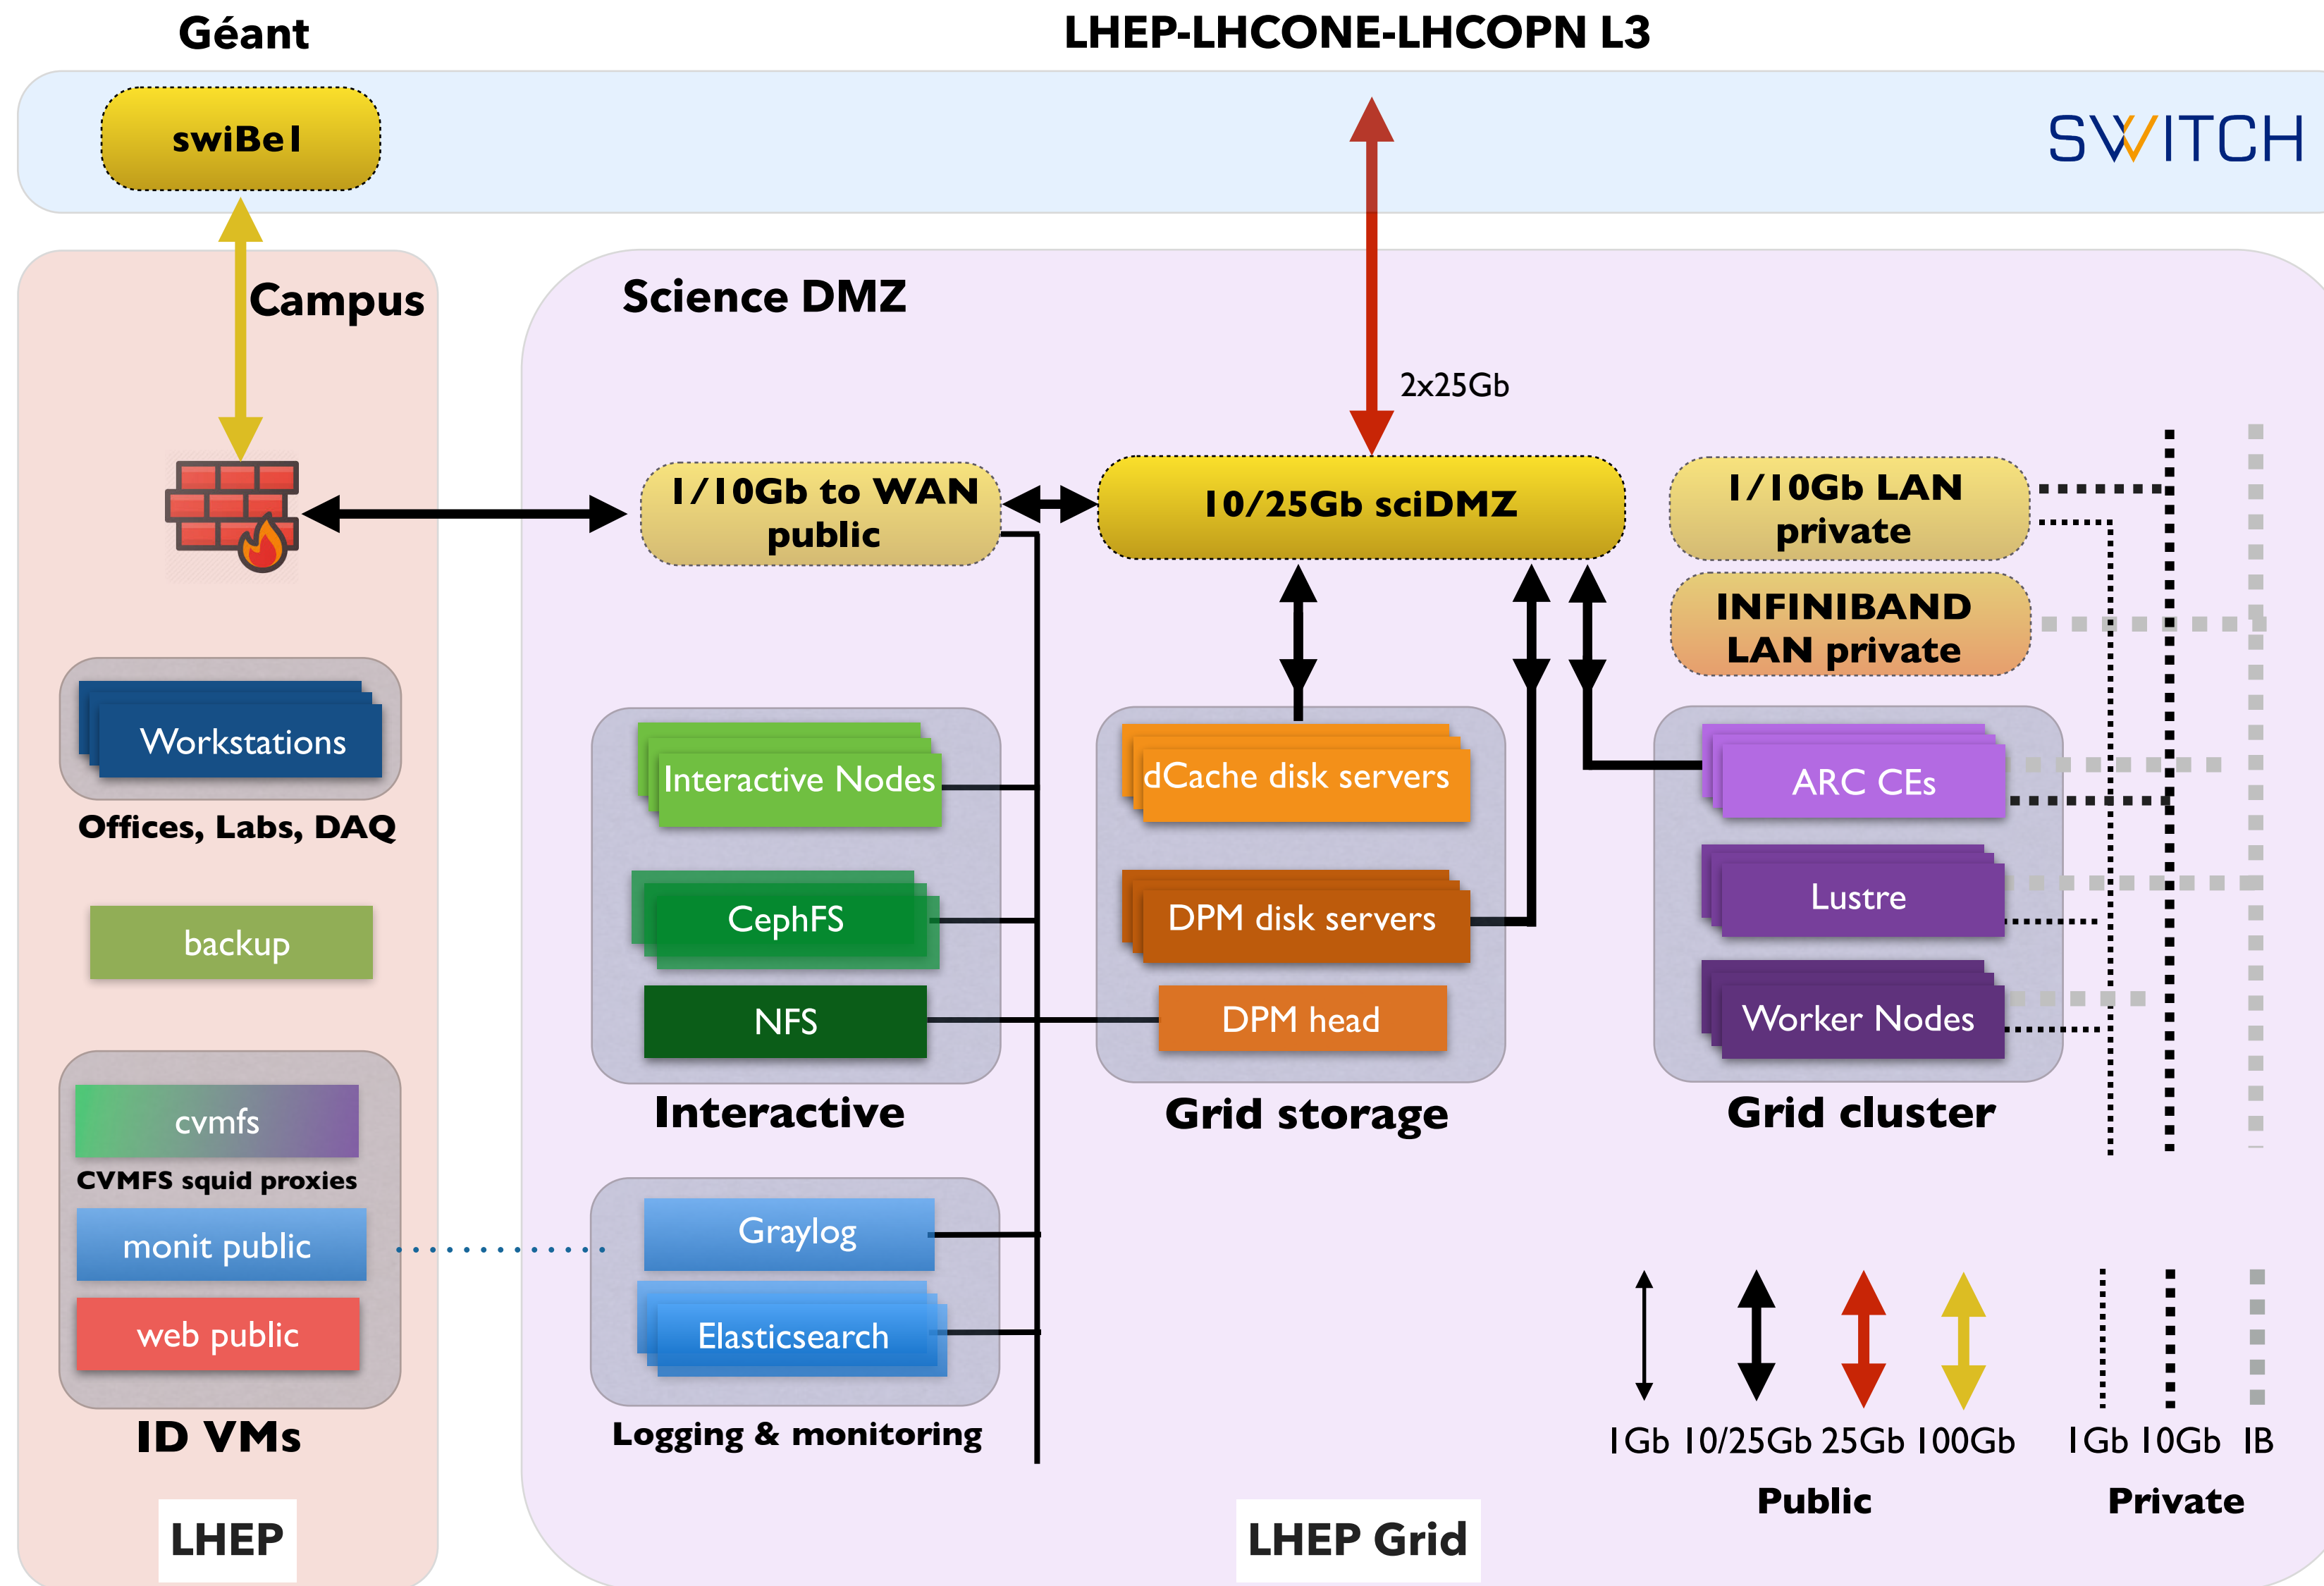 Géant
LHEP-LHCONE-LHCOPN L3
swiBe1
SWITCH
Campus
Science DMZ
2x25Gb
1/10Gb to WAN
public
10/25Gb sciDMZ
1/10Gb LAN
private
INFINIBAND
LAN private
Workstations
Offices, Labs, DAQ
backup
cvmfs
CVMFS squid proxies
monit public
web public
ID VMs
LHEP
Interactive Nodes
CephFS
NFS
Interactive
Graylog
Elasticsearch
Logging & monitoring
dCache disk servers
DPM disk servers
DPM head
Grid storage
ARC CEs
Lustre
Worker Nodes
Grid cluster
1Gb 10/25Gb 25Gb 100Gb 1Gb 10Gb IB
Public Private
LHEP Grid